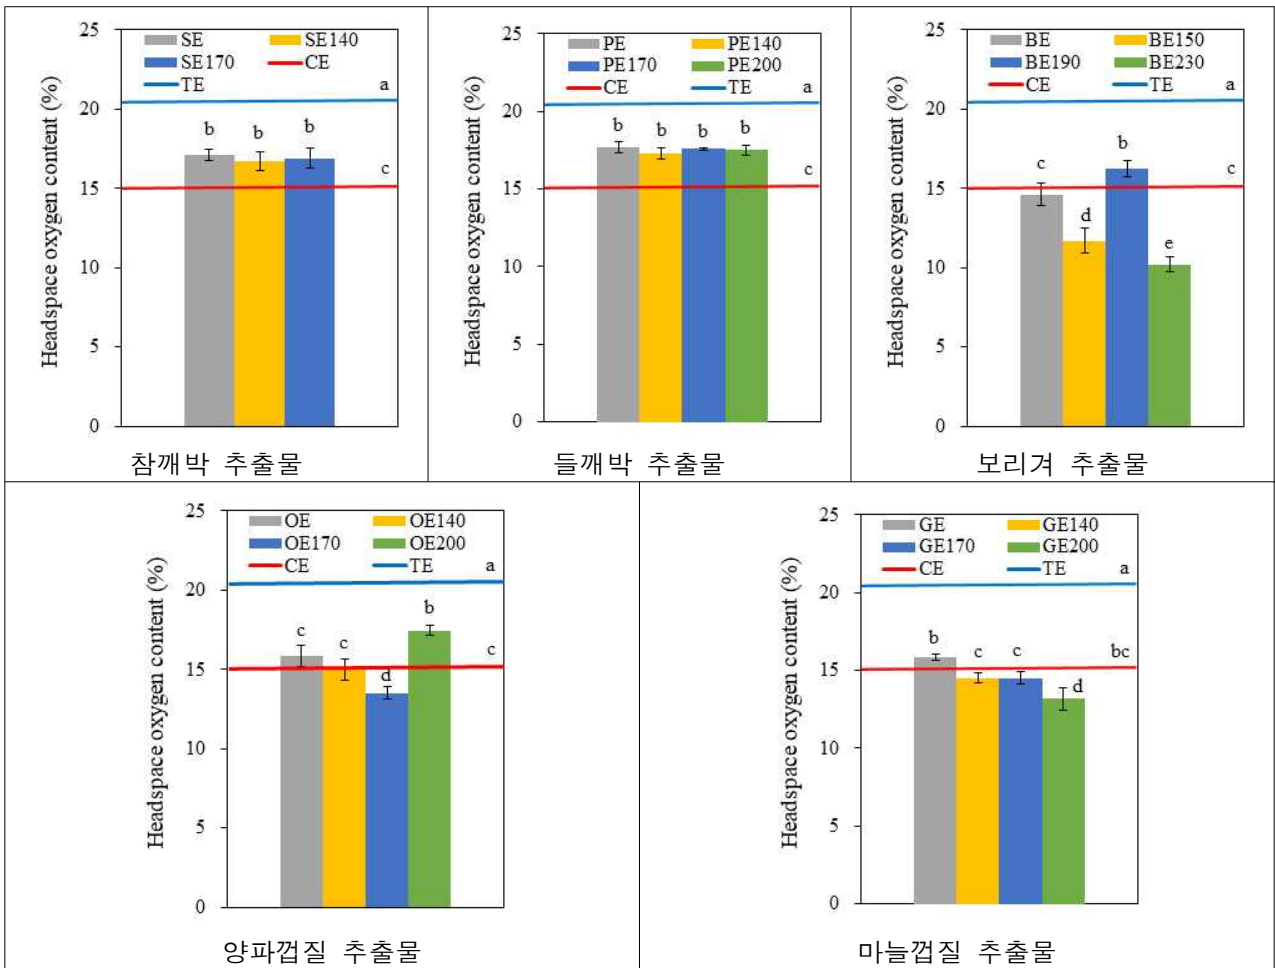 25
SE SE140
20
SE170 CE
TE
a
b b b
15
c
10
5
0
Headspace oxygen content (%)
참깨박 추출물
25
PE PE140
PE170 PE200
CE TE
20
a
b b b b
15
c
10
5
0
Headspace oxygen content (%)
들깨박 추출물
25
BE BE150
BE190 BE230
CE TE
20
a
c d b e
15
c
10
5
0
Headspace oxygen content (%)
보리겨 추출물
25
OE OE140
OE170 OE200
CE TE
20
a
c c d b
15
c
10
5
0
Headspace oxygen content (%)
양파껍질 추출물
25
GE GE140
GE170 GE200
CE TE
20
a
b c c d
15
bc
10
5
0
Headspace oxygen content (%)
마늘껍질 추출물